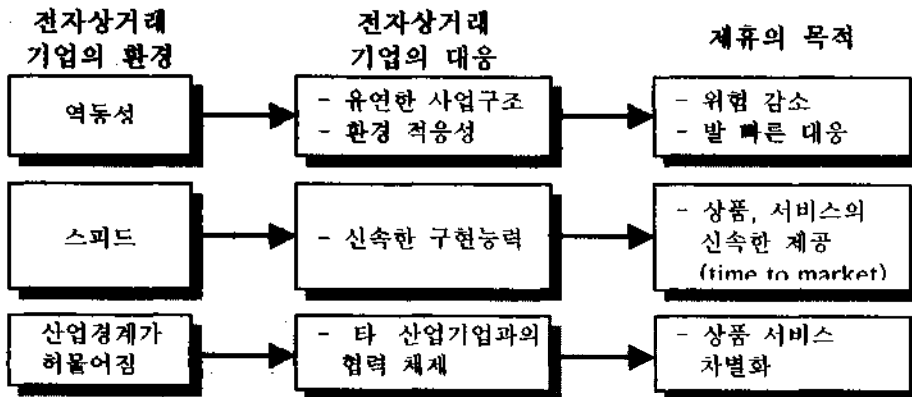 전자상거래
기업의 환경
전자상거래
기업의 대응
제휴의 목적
역동성
- 유연한 사업구조
- 환경 적응성
- 위험 감소
- 발 빠른 대응
스피드
- 신속한 구현능력
- 상품, 서비스의
신속한 제공
(time to market)
산업경계가
허물어짐
- 타 산업기업과의
협력 체제
- 상품 서비스
차별화